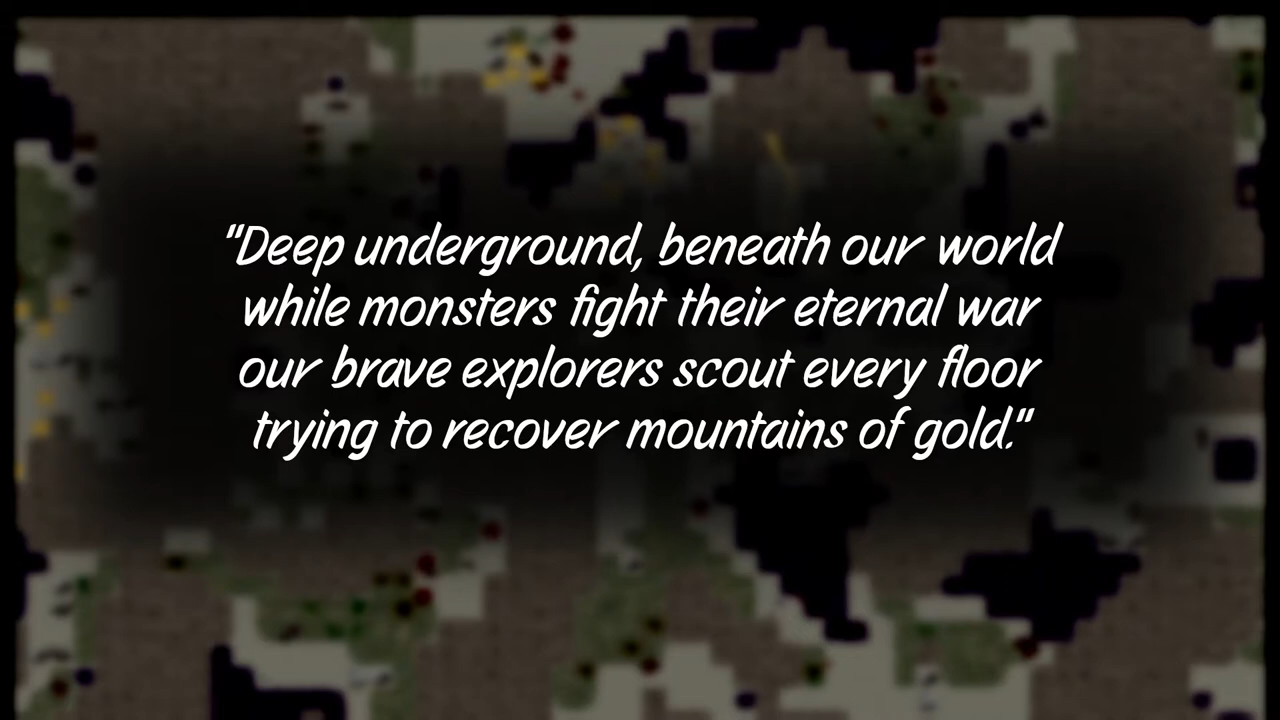 "Deep underground, beneath our world
while monsters fight their eternal war
our brave explorers scout every floor
trying to recover mountains of gold."